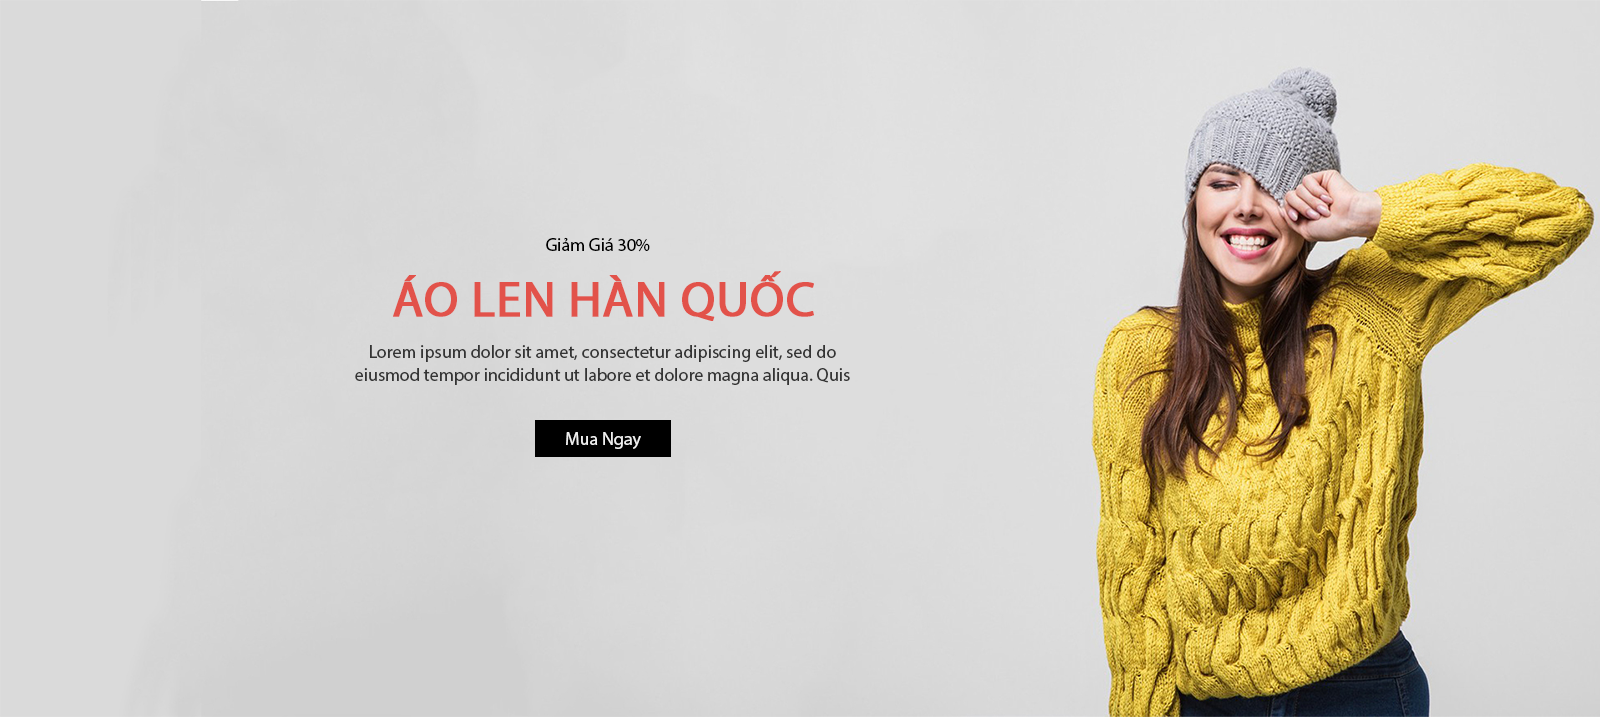 Giảm Giá 30%
ÁO LEN HÀN QUỐC
Lorem ipsum dolor sit amet, consectetur adipiscing elit, sed do
eiusmod tempor incididunt ut labore et dolore magna aliqua. Quis
Mua Ngay